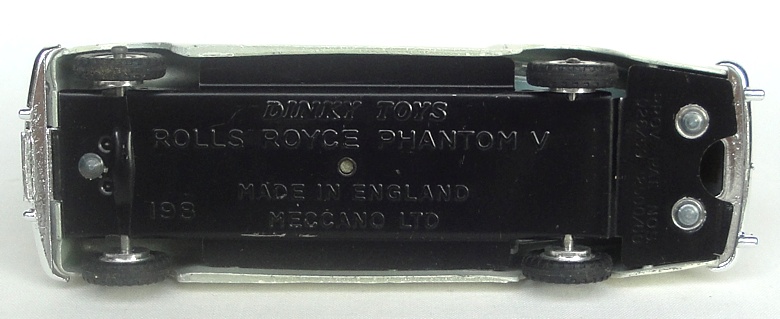 DINKY TOYS
ROLLS ROYCE PHANTOM V
MADE IN ENGLAND
198
MECCANO LTD